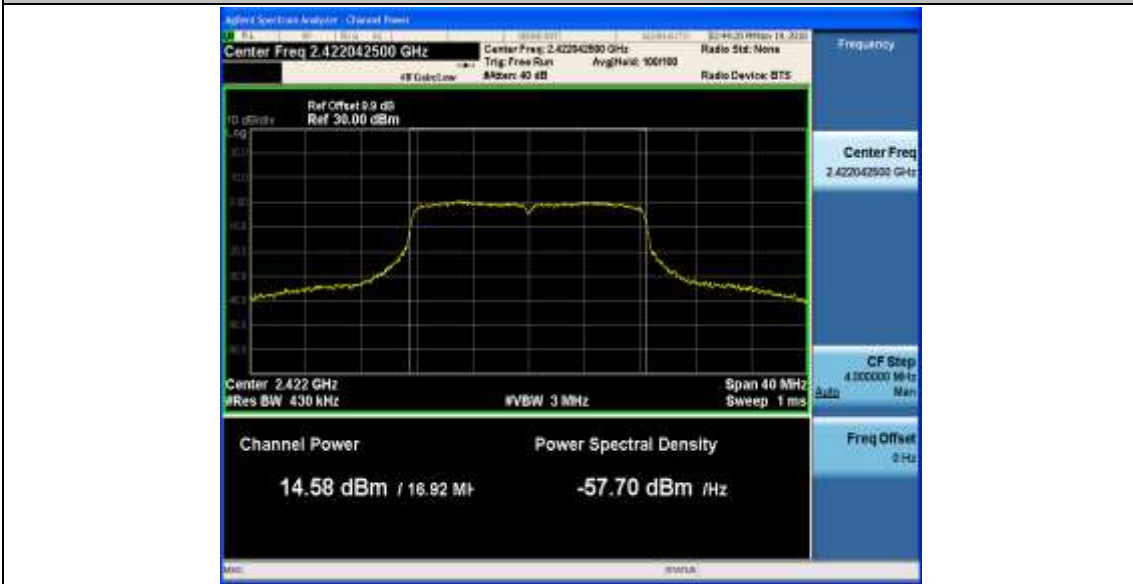 Agilent Spectrum Analyzer - Channel Power
Center Freq 2.422042500 GHz
Center Freq: 2.422042500 GHz
Radio Std: None
Trig: Free Run
Avg|Hold: 100/100
#IFGain:Low
#Atten: 40 dB
Radio Device: BTS
Frequency
Ref Offset 9.9 dB
10 dB/div
Ref 30.00 dBm
Log
Center Freq
2.422042500 GHz
Center 2.422 GHz
Span 40 MHz
#Res BW 430 kHz
#VBW 3 MHz
Sweep 1 ms
CF Step
4.000000 MHz
Auto
Man
Channel Power
Power Spectral Density
Freq Offset
0 Hz
14.58 dBm / 16.92 MH
-57.70 dBm /Hz
MSG
STATUS